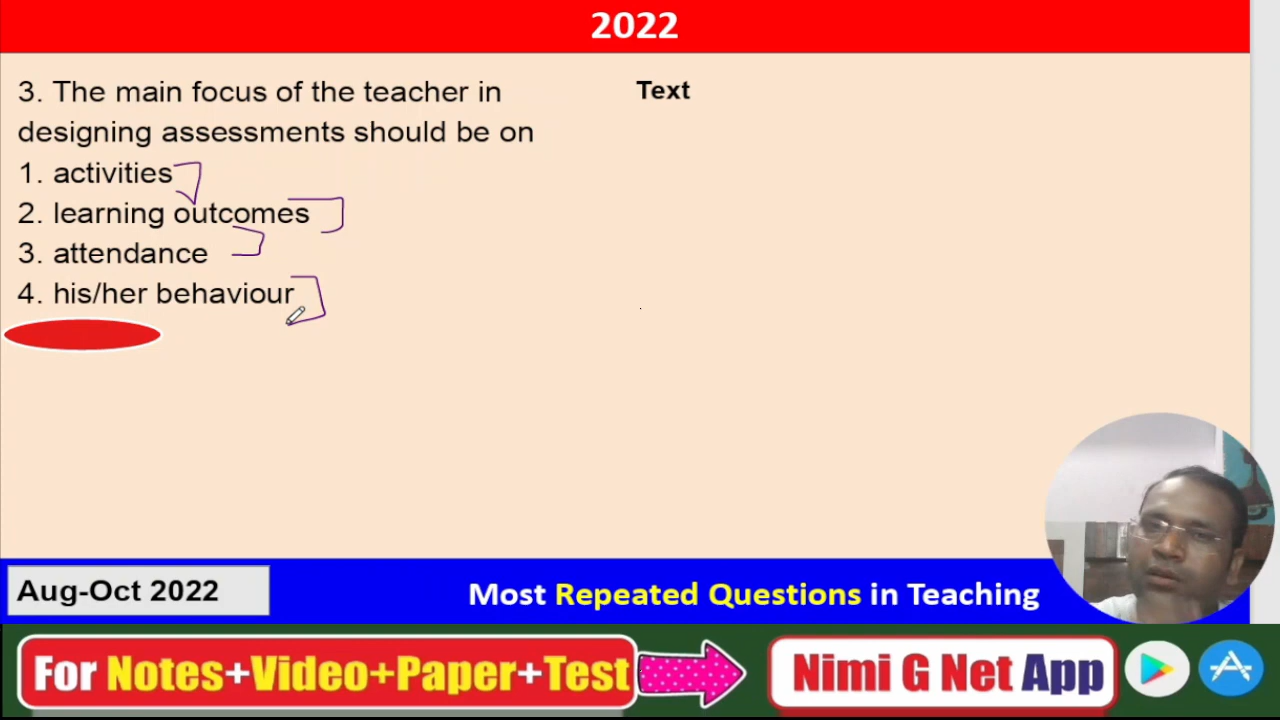 2022
3. The main focus of the teacher in
designing assessments should be on
1. activities
2. learning outcomes
3. attendance
4. his/her behaviour
Text
Aug-Oct 2022
Most Repeated Questions in Teaching
For Notes+Video+Paper+Test
Nimi G Net App